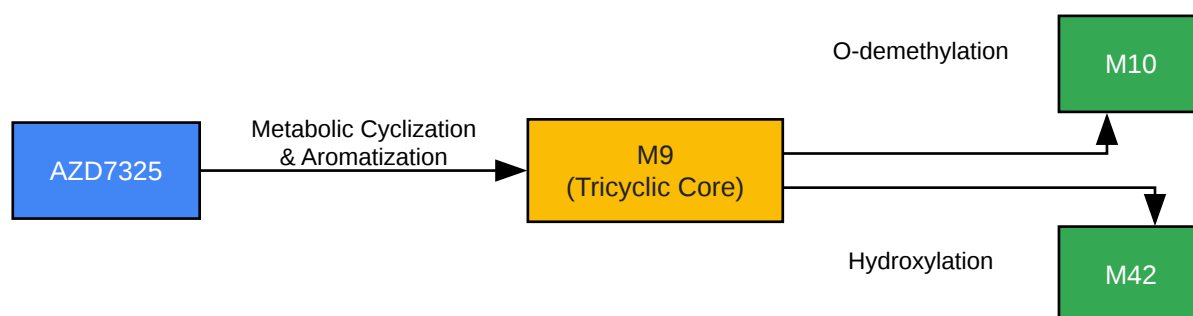 O-demethylation
M10
Metabolic Cyclization
& Aromatization
AZD7325
M9
(Tricyclic Core)
Hydroxylation
M42